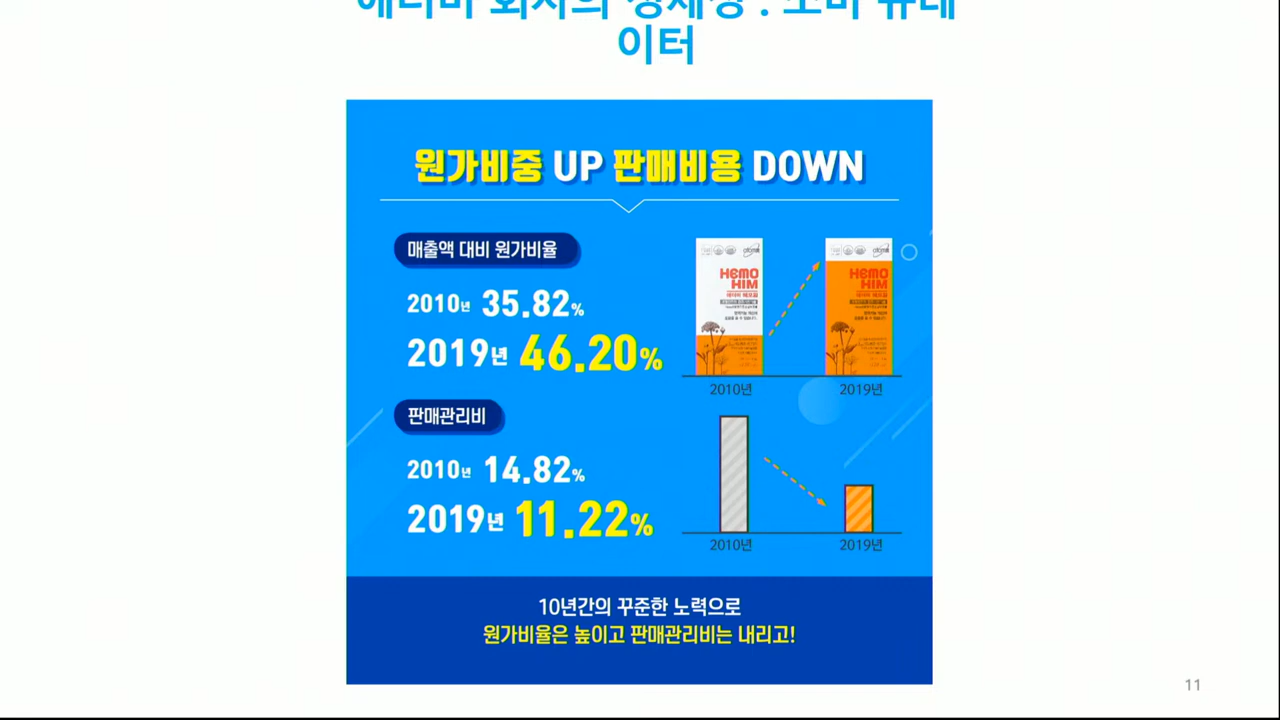 이터
원가비중 UP 판매비용 DOWN
매출액 대비 원가비율
2010년 35.82%
2019년 46.20%
HEMO
HIM
HEMO
HIM
2010년
2019년
판매관리비
2010년 14.82%
2019년 11.22%
2010년
2019년
10년간의 꾸준한 노력으로
원가비율은 높이고 판매관리비는 내리고!
11